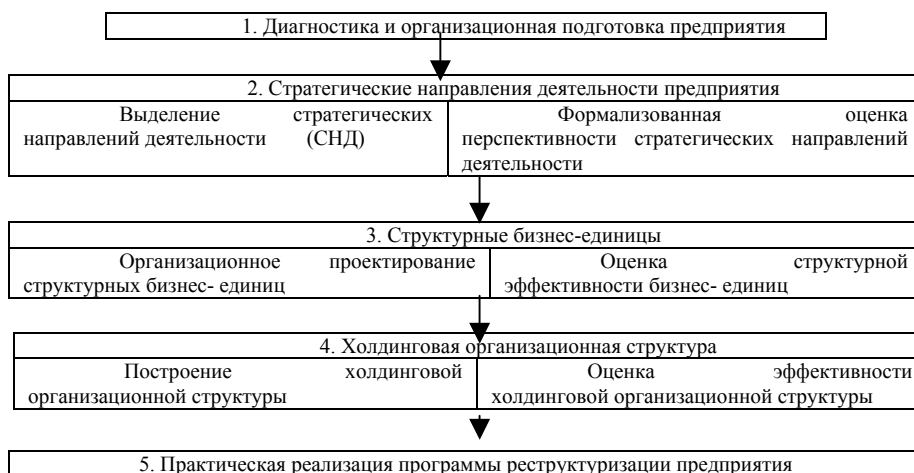 1. Диагностика и организационная подготовка предприятия
2. Стратегические направления деятельности предприятия
Выделение стратегических
направлений деятельности (СНД)
Формализованная оценка
перспективности стратегических направлений
деятельности
3. Структурные бизнес-единицы
Организационное проектирование
структурных бизнес- единиц
Оценка структурной
эффективности бизнес- единиц
4. Холдинговая организационная структура
Построение холдинговой
организационной структуры
Оценка эффективности
холдинговой организационной структуры
5. Практическая реализация программы реструктуризации предприятия